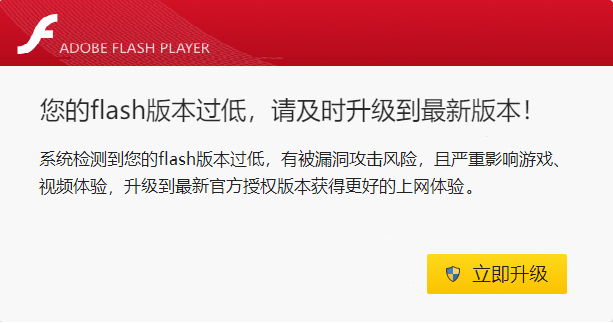 ADOBE FLASH PLAYER
您的flash版本过低，请及时升级到最新版本！
系统检测到您的flash版本过低，有被漏洞攻击风险，且严重影响游戏、
视频体验，升级到最新官方授权版本获得更好的上网体验。
立即升级